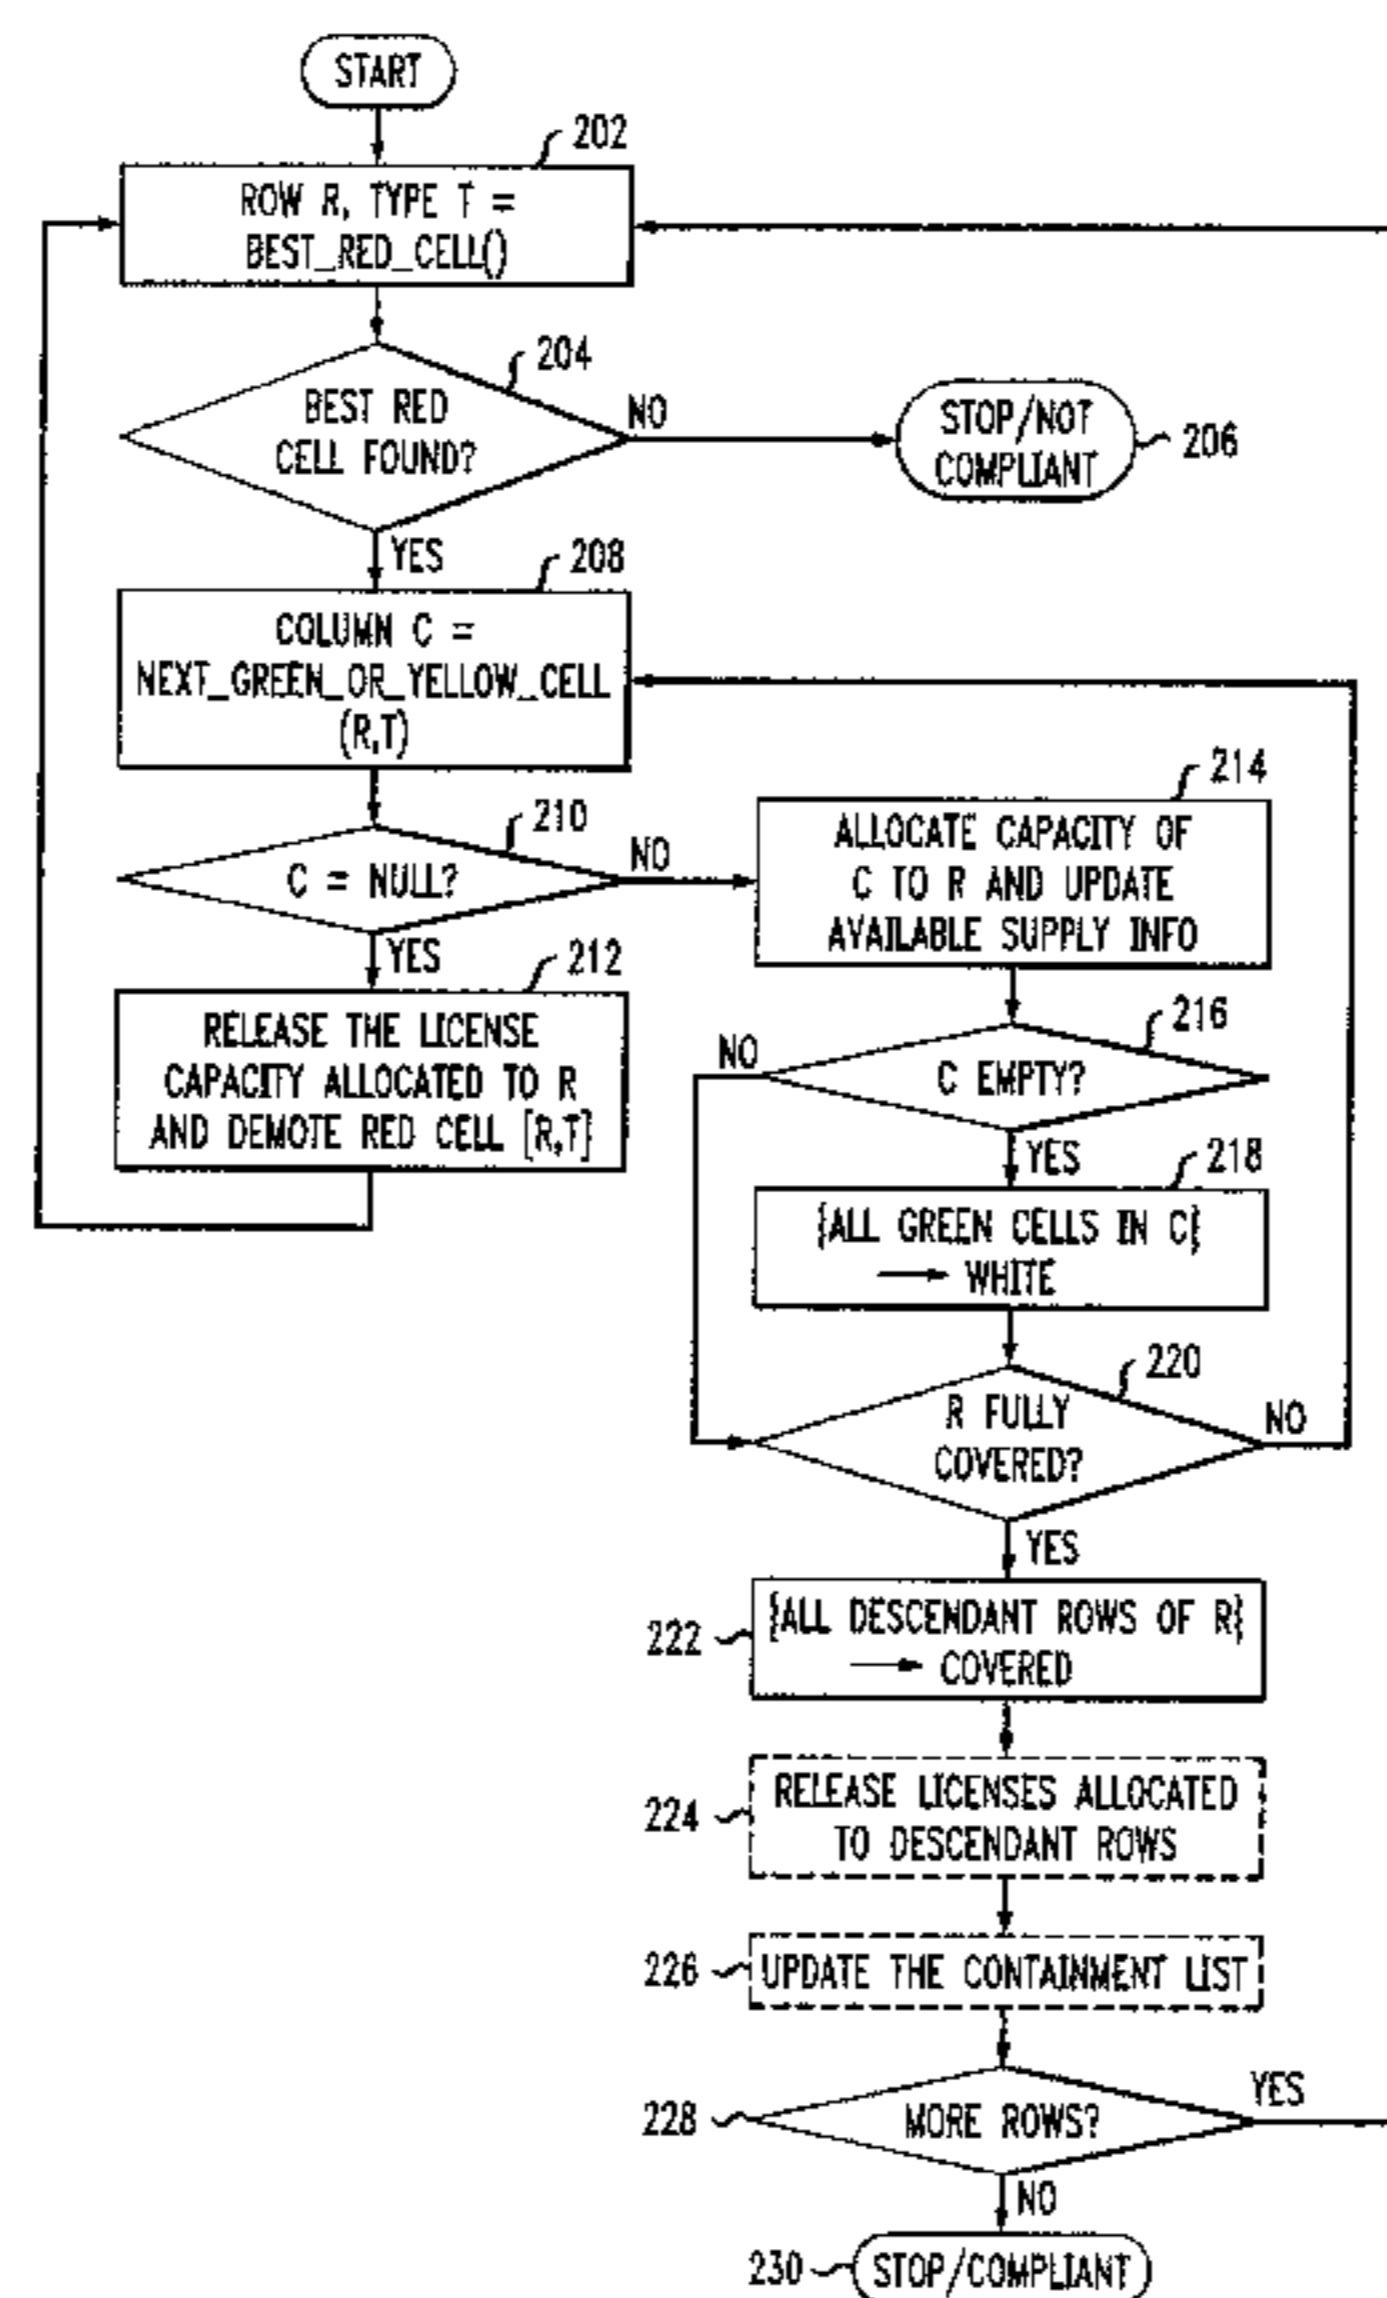 START
202
ROW R, TYPE T =
BEST_RED_CELL()
204
BEST RED
CELL FOUND?
NO
STOP/NOT
COMPLIANT
206
YES
208
COLUMN C =
NEXT_GREEN_OR_YELLOW_CELL
(R,T)
210
C = NULL?
NO
214
ALLOCATE CAPACITY OF
C TO R AND UPDATE
AVAILABLE SUPPLY INFO
YES
212
RELEASE THE LICENSE
CAPACITY ALLOCATED TO R
AND DEMOTE RED CELL [R,T]
216
NO
C EMPTY?
YES
218
{ALL GREEN CELLS IN C}
→ WHITE
220
R FULLY
COVERED?
NO
YES
222
{ALL DESCENDANT ROWS OF R}
→ COVERED
224
RELEASE LICENSES ALLOCATED
TO DESCENDANT ROWS
226
UPDATE THE CONTAINMENT LIST
228
MORE ROWS?
YES
NO
230
STOP/COMPLIANT